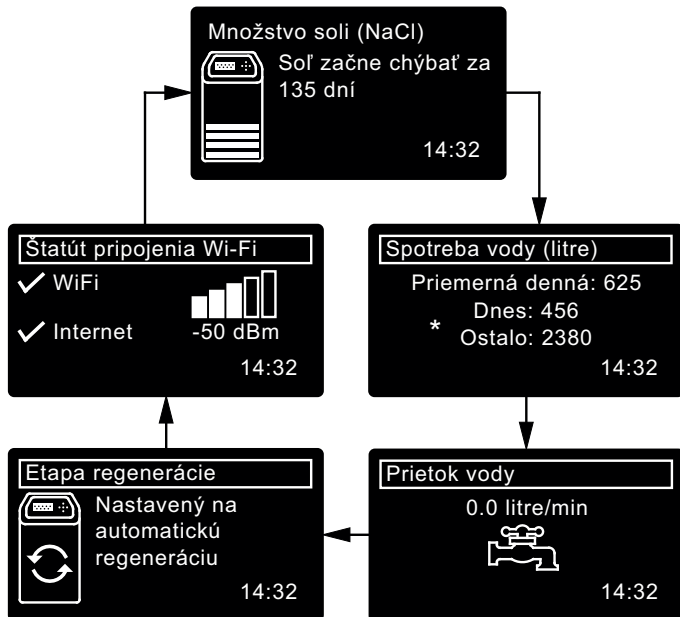 Množstvo soli (NaCl)
Soľ začne chýbať za
135 dní
14:32
Štatút pripojenia Wi-Fi
WiFi
Internet
-50 dBm
14:32
Spotreba vody (litre)
Priemerná denná: 625
Dnes: 456
* Ostalo: 2380
14:32
Etapa regenerácie
Nastavený na
automatickú
regeneráciu
14:32
Prietok vody
0.0 litre/min
14:32